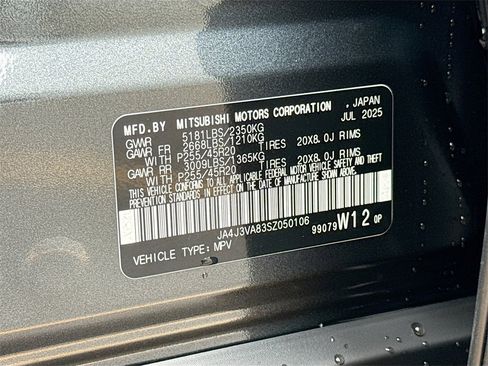 MFD.BY MITSUBISHI MOTORS CORPORATION , JAPAN
GVWR 5181LBS/2350KG JUL 2025
GAWR FR 2668LBS/1210KG
WITH P255/45R20 TIRES 20X8.0J RIMS
GAWR RR 3009LBS/1365KG
WITH P255/45R20 TIRES 20X8.0J RIMS
THIS VEHICLE CONFORMS TO ALL APPLICABLE FEDERAL MOTOR VEHICLE SAFETY AND THEFT
PREVENTION STANDARDS IN EFFECT ON THE DATE OF MANUFACTURE SHOWN ABOVE.
JA4J3VA83SZ050106 99079W12 0P
VEHICLE TYPE: MPV